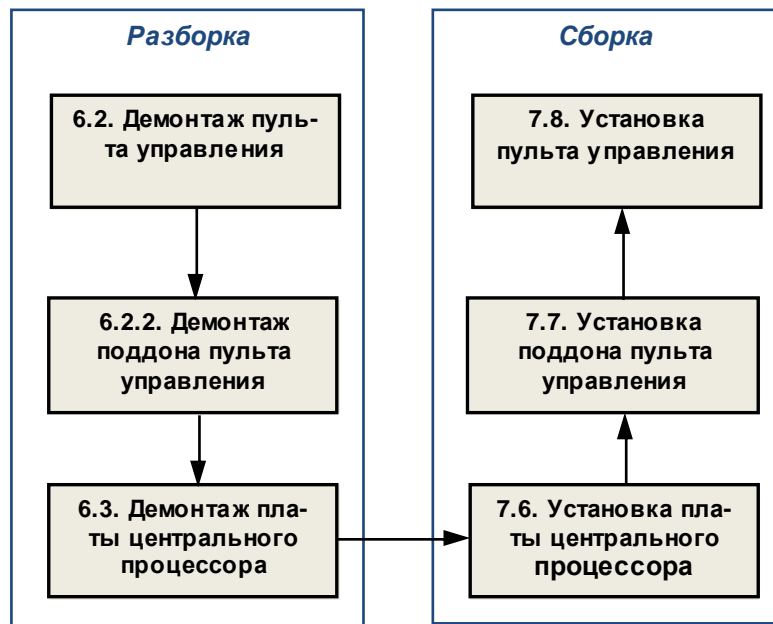 Разборка
6.2. Демонтаж пуль-
та управления
6.2.2. Демонтаж
поддона пульта
управления
6.3. Демонтаж пла-
ты центрального
процессора
Сборка
7.8. Установка
пульта управления
7.7. Установка
поддона пульта
управления
7.6. Установка пла-
ты центрального
процессора